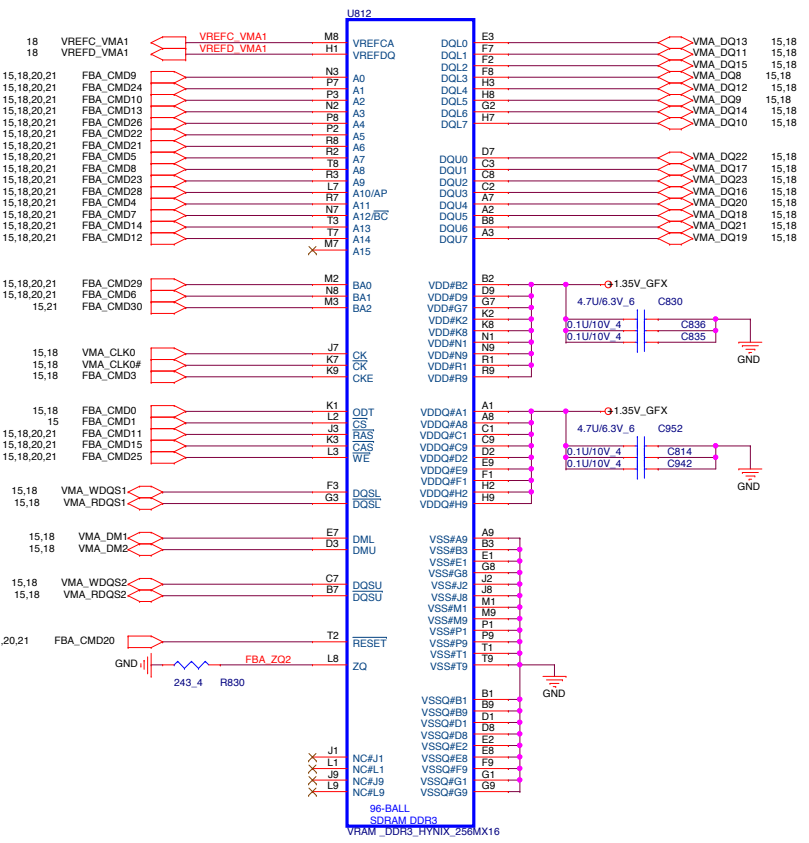 U812
18 VREFC_VMA1 VREFC_VMA1 M8 VREFCA DQL0 E3 VMA_DQ13 15,18
18 VREFD_VMA1 VREFD_VMA1 H1 VREFDQ DQL1 F7 VMA_DQ11 15,18
DQL2 F2 VMA_DQ15 15,18
15,18,20,21 FBA_CMD9 N3 A0 DQL3 F8 VMA_DQ8 15,18
15,18,20,21 FBA_CMD24 P7 A1 DQL4 H3 VMA_DQ12 15,18
15,18,20,21 FBA_CMD10 P3 A2 DQL5 H8 VMA_DQ9 15,18
15,18,20,21 FBA_CMD13 N2 A3 DQL6 G2 VMA_DQ14 15,18
15,18,20,21 FBA_CMD26 P8 A4 DQL7 H7 VMA_DQ10 15,18
15,18,20,21 FBA_CMD22 P2 A5
15,18,20,21 FBA_CMD21 R8 A6
15,18,20,21 FBA_CMD5 R2 A7 DQU0 D7 VMA_DQ22 15,18
15,18,20,21 FBA_CMD8 T8 A8 DQU1 C3 VMA_DQ17 15,18
15,18,20,21 FBA_CMD23 R3 A9 DQU2 C8 VMA_DQ23 15,18
15,18,20,21 FBA_CMD28 L7 A10/AP DQU3 C2 VMA_DQ16 15,18
15,18,20,21 FBA_CMD4 R7 A11 DQU4 A7 VMA_DQ20 15,18
15,18,20,21 FBA_CMD7 N7 A12/BC DQU5 A2 VMA_DQ18 15,18
15,18,20,21 FBA_CMD14 T3 A13 DQU6 B8 VMA_DQ21 15,18
15,18,20,21 FBA_CMD12 T7 A14 DQU7 A3 VMA_DQ19 15,18
M7 A15
15,18,20,21 FBA_CMD29 M2 BA0 VDD#B2 B2 1.35V_GFX
15,18,20,21 FBA_CMD6 N8 BA1 VDD#D9 D9
15,21 FBA_CMD30 M3 BA2 VDD#G7 G7 4.7U/6.3V_6 C830
VDD#K2 K2
VDD#K8 K8 0.1U/10V_4 C836
VDD#N1 N1 0.1U/10V_4 C835
15,18 VMA_CLK0 J7 CK VDD#N9 N9
15,18 VMA_CLK0# K7 CK VDD#R1 R1 GND
15,18 FBA_CMD3 K9 CKE VDD#R9 R9
15,18 FBA_CMD0 K1 ODT VDDQ#A1 A1 1.35V_GFX
15 FBA_CMD1 L2 CS VDDQ#A8 A8
15,18,20,21 FBA_CMD11 J3 RAS VDDQ#C1 C1 4.7U/6.3V_6 C952
15,18,20,21 FBA_CMD15 K3 CAS VDDQ#C9 C9
15,18,20,21 FBA_CMD25 L3 WE VDDQ#D2 D2 0.1U/10V_4 C814
VDDQ#E9 E9 0.1U/10V_4 C942
VDDQ#F1 F1
15,18 VMA_WDQS1 F3 DQSL VDDQ#H2 H2 GND
15,18 VMA_RDQS1 G3 DQSL VDDQ#H9 H9
15,18 VMA_DM1 E7 DML VSS#A9 A9
15,18 VMA_DM2 D3 DMU VSS#B3 B3
VSS#E1 E1
VSS#G8 G8
15,18 VMA_WDQS2 C7 DQSU VSS#J2 J2
15,18 VMA_RDQS2 B7 DQSU VSS#J8 J8
VSS#M1 M1
VSS#M9 M9
VSS#P1 P1
,20,21 FBA_CMD20 T2 RESET VSS#P9 P9
VSS#T1 T1
GND FBA_ZQ2 L8 ZQ VSS#T9 T9
243_4 R830 GND
VSSQ#B1 B1
VSSQ#B9 B9
VSSQ#D1 D1
VSSQ#D8 D8
VSSQ#E2 E2
J1 NC#J1 VSSQ#E8 E8
L1 NC#L1 VSSQ#F9 F9
J9 NC#J9 VSSQ#G1 G1
L9 NC#L9 VSSQ#G9 G9
96-BALL
SDRAM DDR3
VRAM _DDR3_HYNIX_256MX16